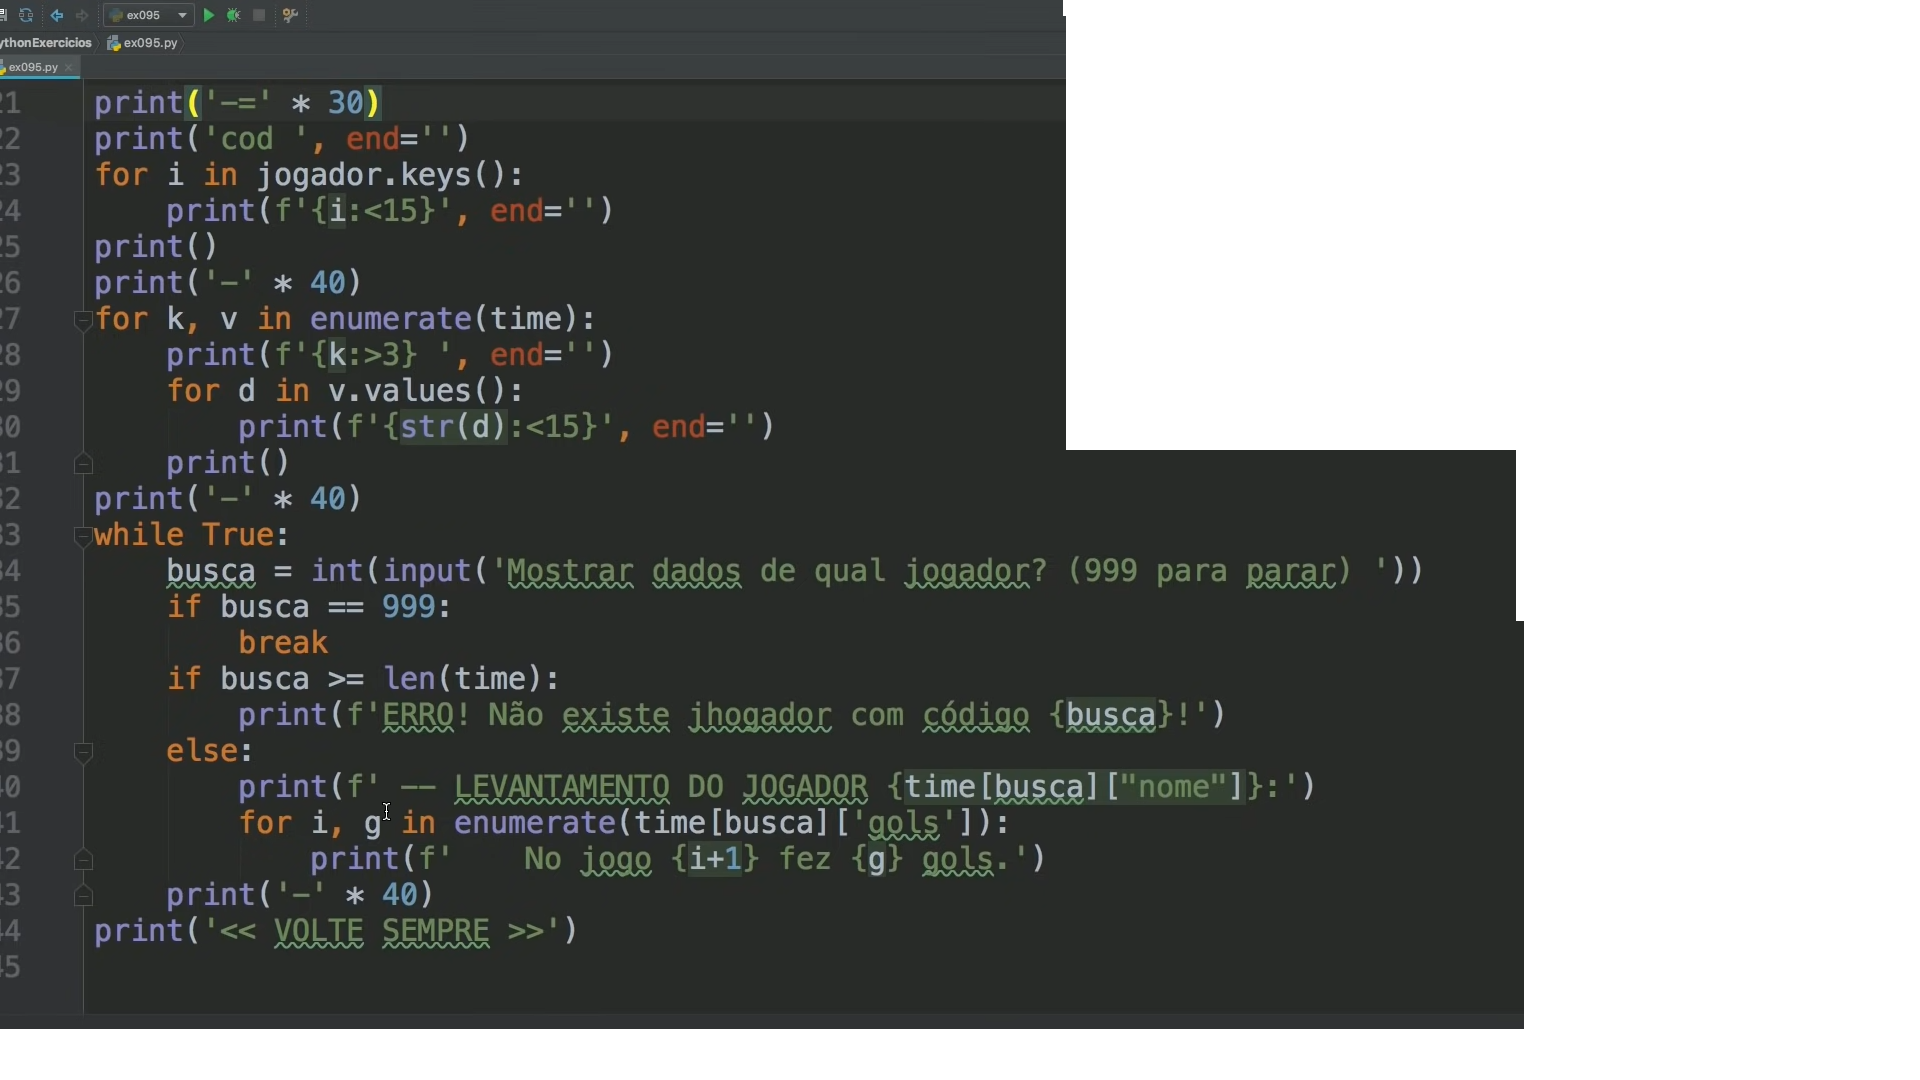 ex095
ythonExercicios ex095.py
ex095.py
21 print('-=' * 30)
22 print('cod ', end='')
23 for i in jogador.keys():
24     print(f'{i:<15}', end='')
25 print()
26 print('-' * 40)
27 for k, v in enumerate(time):
28     print(f'{k:>3} ', end='')
29     for d in v.values():
30         print(f'{str(d):<15}', end='')
31     print()
32 print('-' * 40)
33 while True:
34     busca = int(input('Mostrar dados de qual jogador? (999 para parar) '))
35     if busca == 999:
36         break
37     if busca >= len(time):
38         print(f'ERRO! Não existe jhogador com código {busca}!')
39     else:
40         print(f' -- LEVANTAMENTO DO JOGADOR {time[busca]["nome"]}:')
41         for i, g in enumerate(time[busca]['gols']):
42             print(f'    No jogo {i+1} fez {g} gols.')
43     print('-' * 40)
44 print('<< VOLTE SEMPRE >>')
45